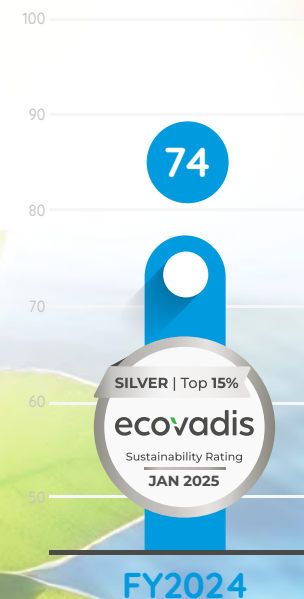 100
90
74
80
70
SILVER | Top 15%
60
ecovadis
Sustainability Rating
JAN 2025
50
FY2024